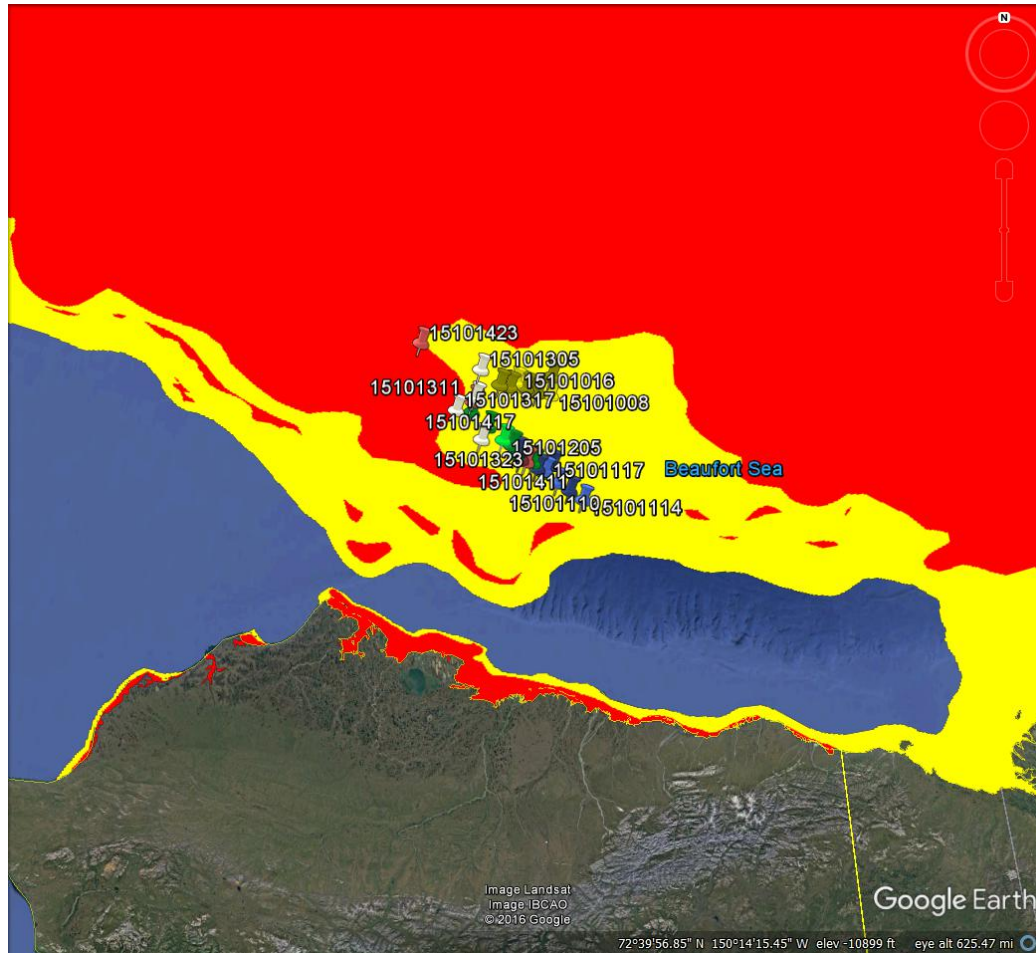 N
15101423
15101305
15101311
15101016
15101317
15101008
15101417
15101205
15101323
15101117
Beaufort Sea
15101411
15101110
15101114
Image Landsat
Image IBCAO
© 2016 Google
Google Earth
72°39'56.85" N 150°14'15.45" W elev -10899 ft eye alt 625.47 mi